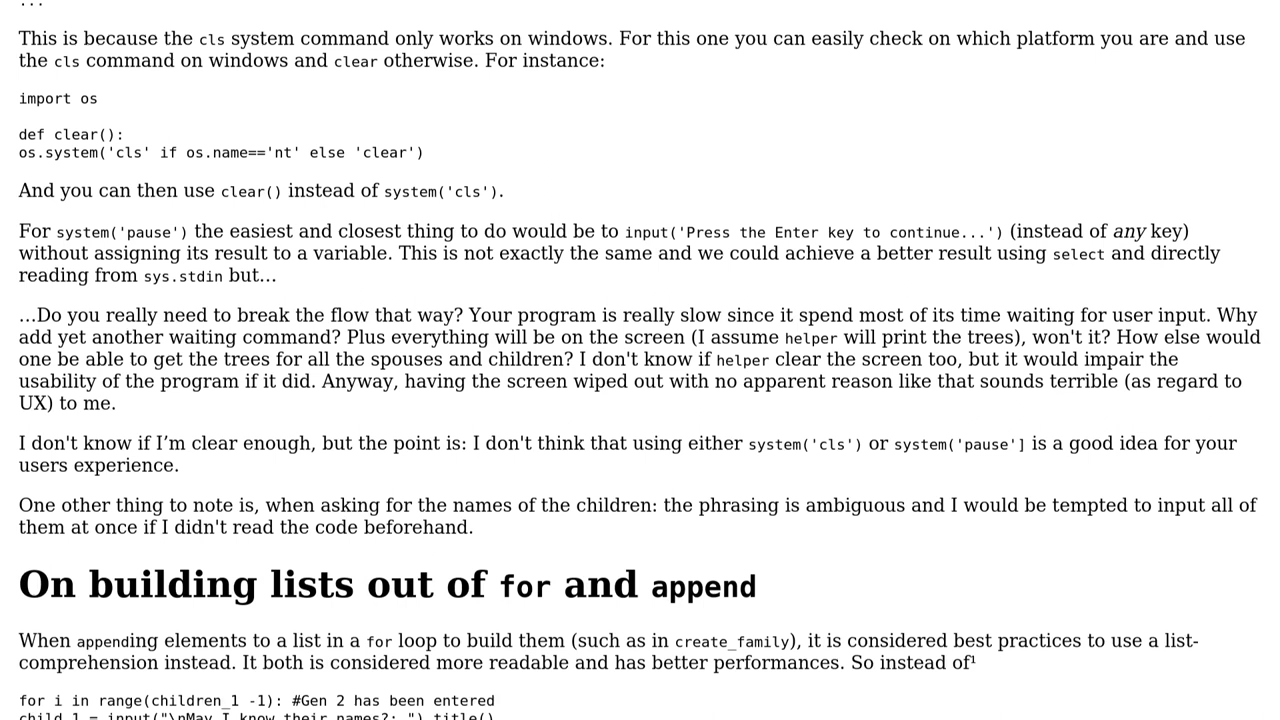 ...
This is because the cls system command only works on windows. For this one you can easily check on which platform you are and use
the cls command on windows and clear otherwise. For instance:
import os
def clear():
os.system('cls' if os.name=='nt' else 'clear')
And you can then use clear() instead of system('cls').
For system('pause') the easiest and closest thing to do would be to input('Press the Enter key to continue...') (instead of any key)
without assigning its result to a variable. This is not exactly the same and we could achieve a better result using select and directly
reading from sys.stdin but…
…Do you really need to break the flow that way? Your program is really slow since it spend most of its time waiting for user input. Why
add yet another waiting command? Plus everything will be on the screen (I assume helper will print the trees), won't it? How else would
one be able to get the trees for all the spouses and children? I don't know if helper clear the screen too, but it would impair the
usability of the program if it did. Anyway, having the screen wiped out with no apparent reason like that sounds terrible (as regard to
UX) to me.
I don't know if I’m clear enough, but the point is: I don't think that using either system('cls') or system('pause'] is a good idea for your
users experience.
One other thing to note is, when asking for the names of the children: the phrasing is ambiguous and I would be tempted to input all of
them at once if I didn't read the code beforehand.
On building lists out of for and append
When appending elements to a list in a for loop to build them (such as in create_family), it is considered best practices to use a list-
comprehension instead. It both is considered more readable and has better performances. So instead of¹
for i in range(children_1 -1): #Gen 2 has been entered
child_1 = input("\nMay I know their names?: ").title()